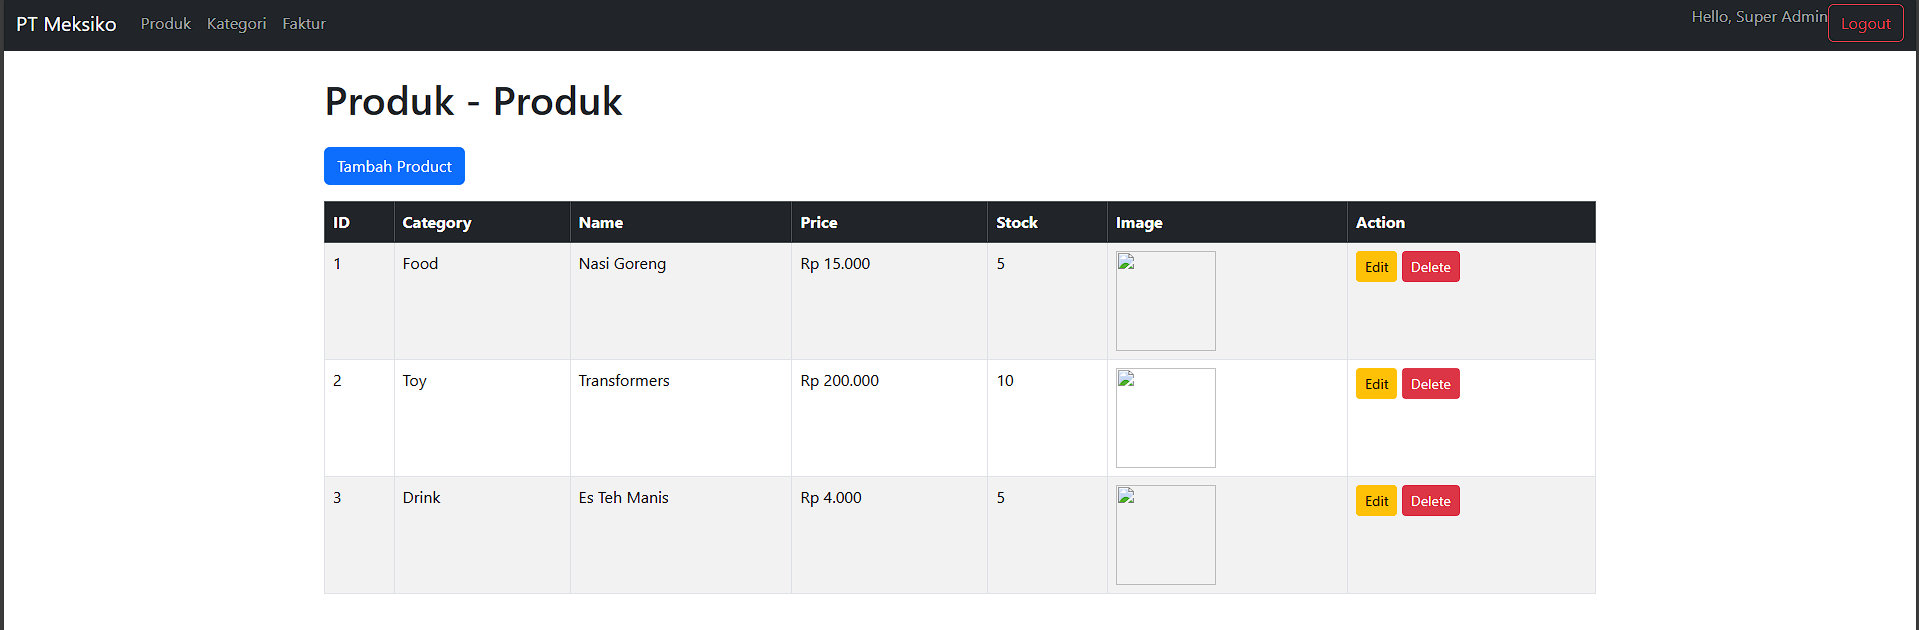 PT Meksiko Produk Kategori Faktur Hello, Super Admin Logout
Produk - Produk
Tambah Product
ID Category Name Price Stock Image Action
1 Food Nasi Goreng Rp 15.000 5 Edit Delete
2 Toy Transformers Rp 200.000 10 Edit Delete
3 Drink Es Teh Manis Rp 4.000 5 Edit Delete